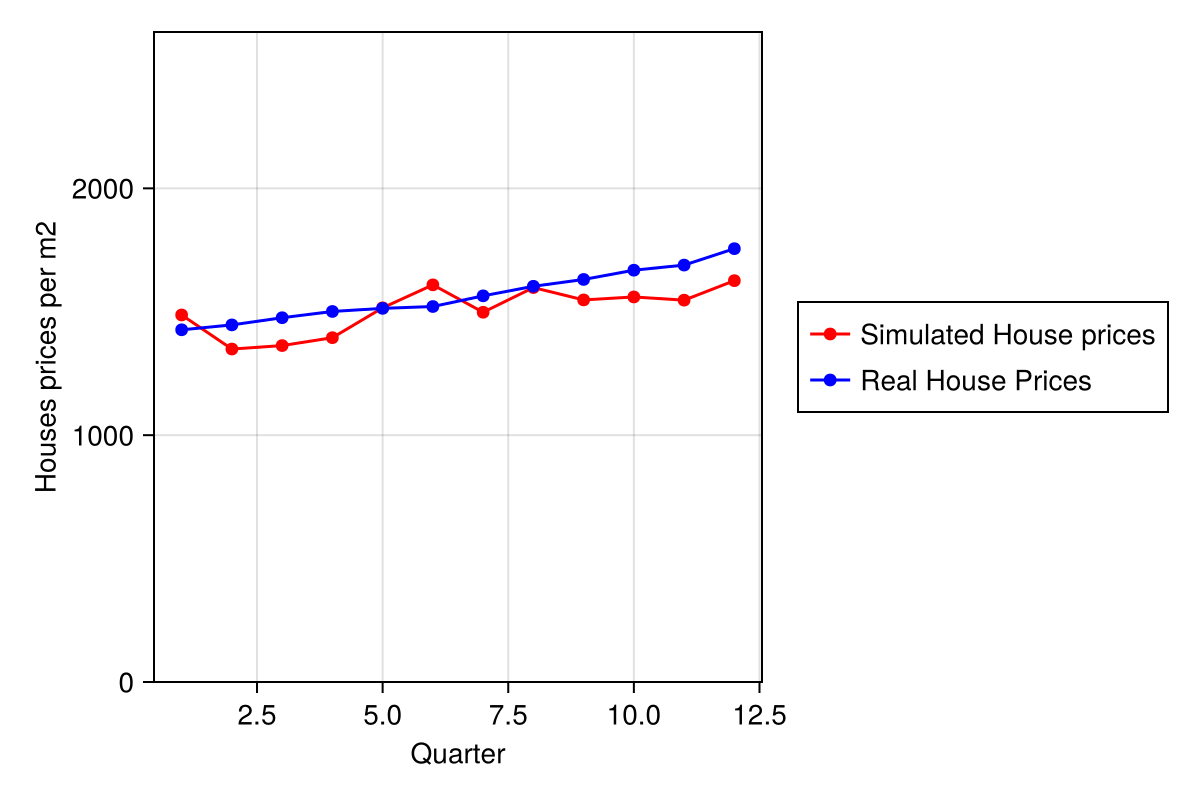 2000
1000
0
Houses prices per m2
2.5 5.0 7.5 10.0 12.5
Quarter
Simulated House prices
Real House Prices